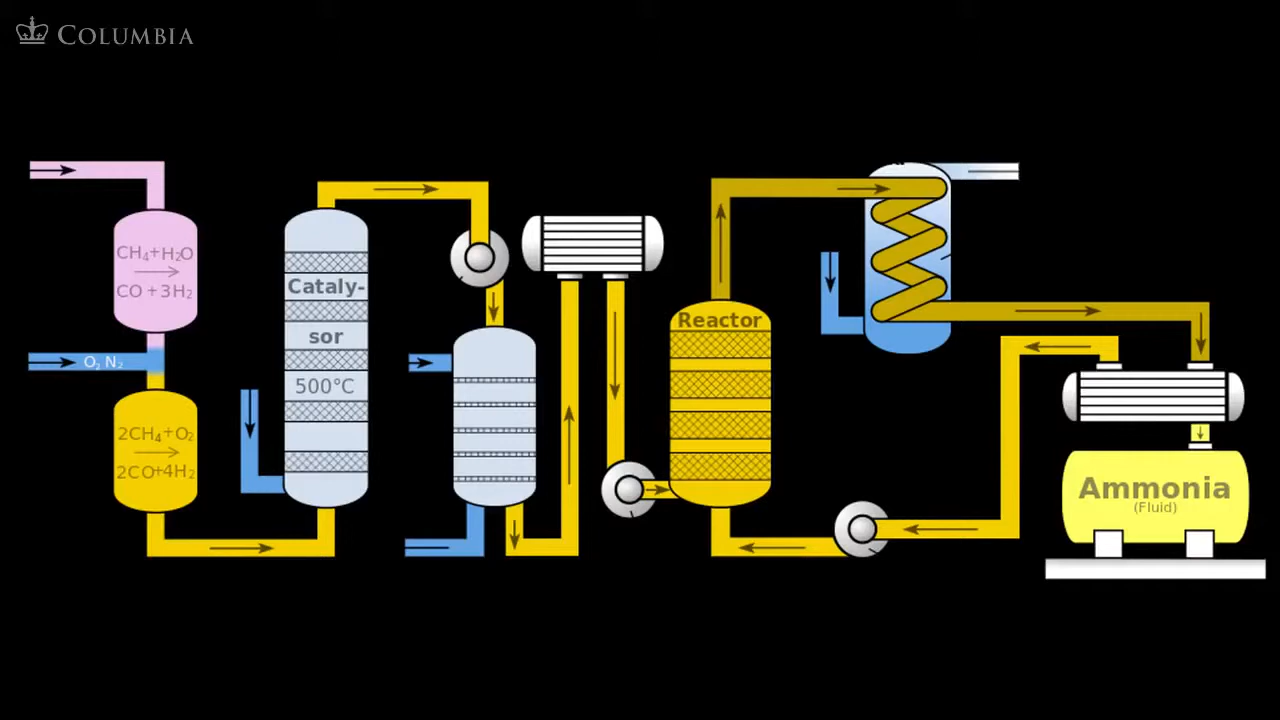 COLUMBIA
CH₄+H₂O
CO+3H₂
O₂ N₂
2CH₄+O₂
2CO+4H₂
Cataly-
sor
500°C
Reactor
Ammonia
(Fluid)